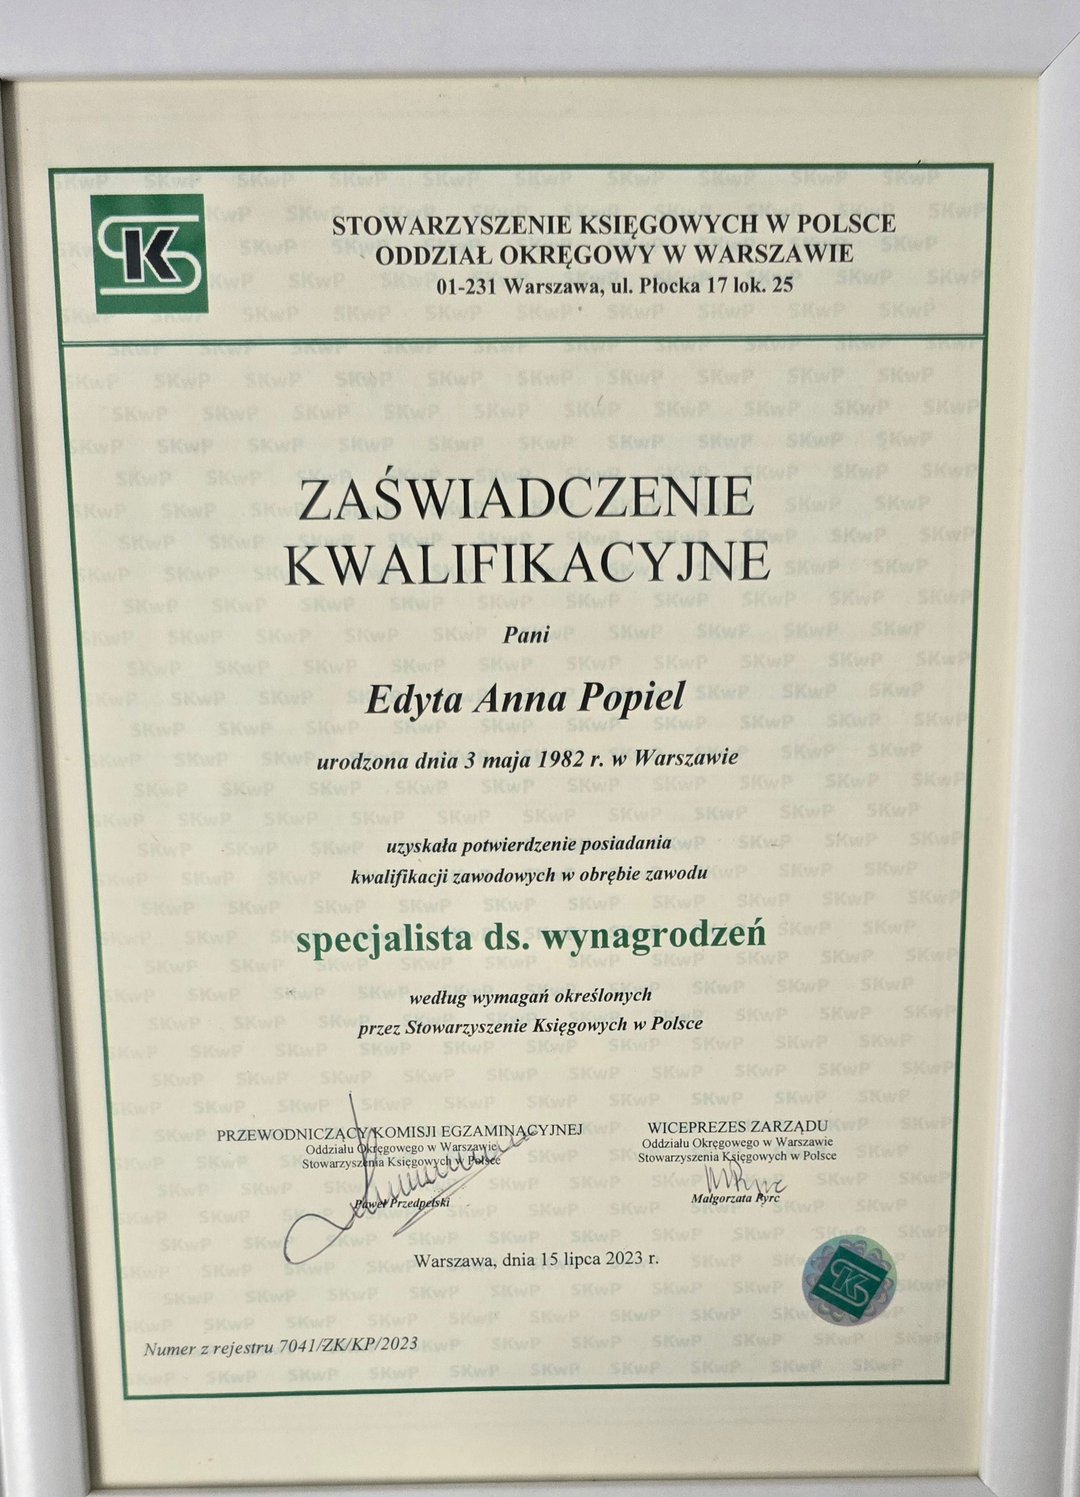 K
STOWARZYSZENIE KSIĘGOWYCH W POLSCE
ODDZIAŁ OKRĘGOWY W WARSZAWIE
01-231 Warszawa, ul. Płocka 17 lok. 25
ZAŚWIADCZENIE
KWALIFIKACYJNE
Pani
Edyta Anna Popiel
urodzona dnia 3 maja 1982 r. w Warszawie
uzyskała potwierdzenie posiadania
kwalifikacji zawodowych w obrębie zawodu
specjalista ds. wynagrodzeń
według wymagań określonych
przez Stowarzyszenie Księgowych w Polsce
PRZEWODNICZĄCY KOMISJI EGZAMINACYJNEJ
Oddziału Okręgowego w Warszawie
Stowarzyszenia Księgowych w Polsce
Paweł Przedpełski
WICEPREZES ZARZĄDU
Oddziału Okręgowego w Warszawie
Stowarzyszenia Księgowych w Polsce
Małgorzata Pyrc
Warszawa, dnia 15 lipca 2023 r.
Numer z rejestru 7041/ZK/KP/2023